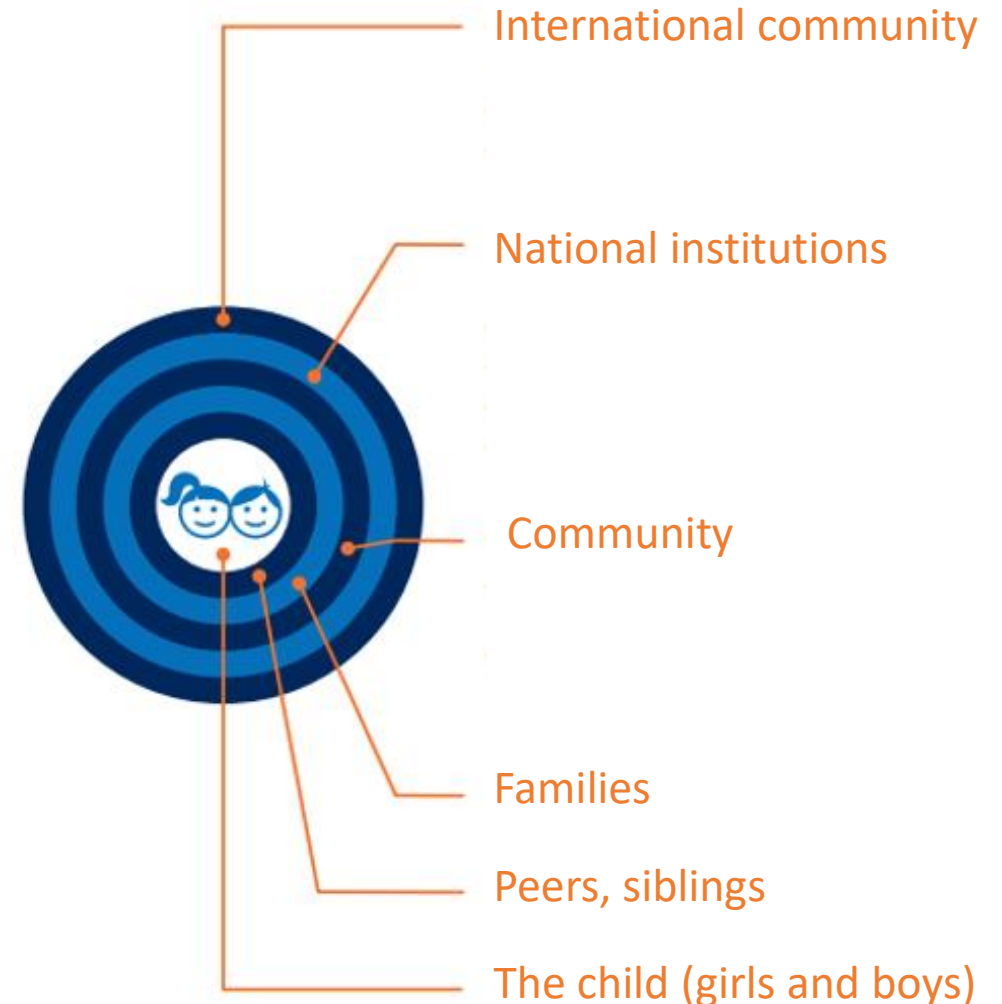 International community
National institutions
Community
Families
Peers, siblings
The child (girls and boys)